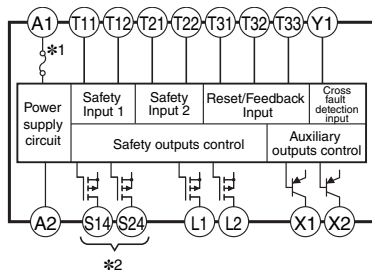 A1 T11 T12 T21 T22 T31 T32 T33 Y1
*1
Power
supply
circuit
Safety
Input 1
Safety
Input 2
Reset/Feedback
Input
Cross
fault
detection
input
Safety outputs control
Auxiliary
outputs control
A2 S14 S24 L1 L2 X1 X2
*2